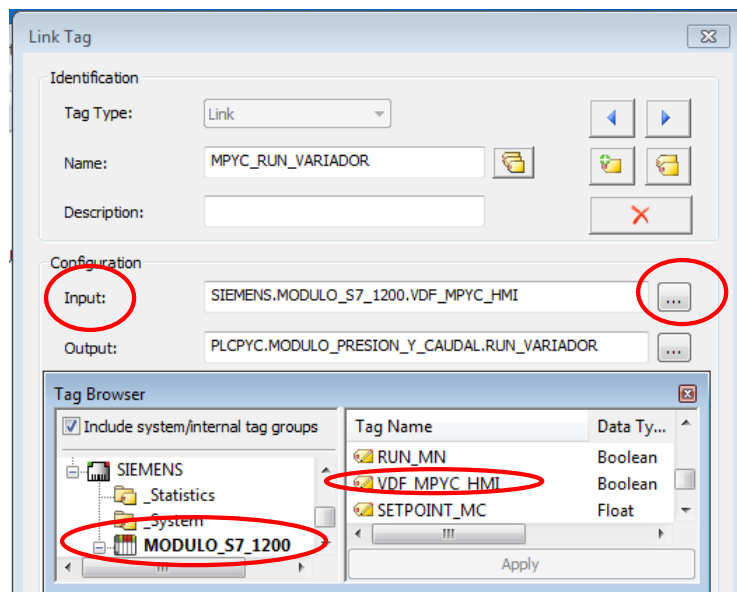 Link Tag
Identification
Tag Type: Link
Name: MPYC_RUN_VARIADOR
Description:
Configuration
Input: SIEMENS.MODULO_S7_1200.VDF_MPYC_HMI ...
Output: PLCPYC.MODULO_PRESION_Y_CAUDAL.RUN_VARIADOR ...
Tag Browser
Include system/internal tag groups
SIEMENS
_Statistics
_System
MODULO_S7_1200
Tag Name Data Ty...
RUN_MN Boolean
VDF_MPYC_HMI Boolean
SETPOINT_MC Float
Apply